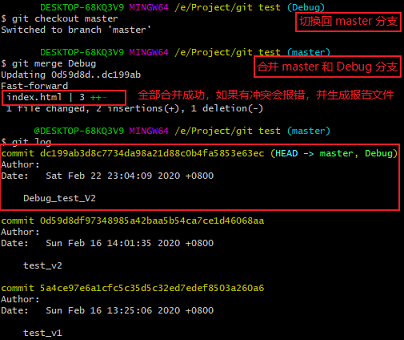 DESKTOP-68KQ3V9 MINGW64 /e/Project/git test (Debug)
$ git checkout master
切换回 master 分支
Switched to branch 'master'
DESKTOP-68KQ3V9 MINGW64 /e/Project/git test (master)
$ git merge Debug
合并 master 和 Debug 分支
Updating 0d59d8d..dc199ab
Fast-forward
index.html | 3 ++-
全部合并成功，如果有冲突会报错，并生成报告文件
1 file changed, 2 insertions(+), 1 deletion(-)
@DESKTOP-68KQ3V9 MINGW64 /e/Project/git test (master)
$ git log
commit dc199ab3d8c7734da98a21d88c0b4fa5853e63ec (HEAD -> master, Debug)
Author:
Date: Sat Feb 22 23:04:09 2020 +0800
Debug_test_V2
commit 0d59d8df97348985a42baa5b54ca7ce1d46068aa
Author:
Date: Sun Feb 16 14:01:35 2020 +0800
test_v2
commit 5a4ce97e6a1cfc5c35d5c32ed7edef8503a260a6
Author:
Date: Sun Feb 16 13:25:06 2020 +0800
test_v1